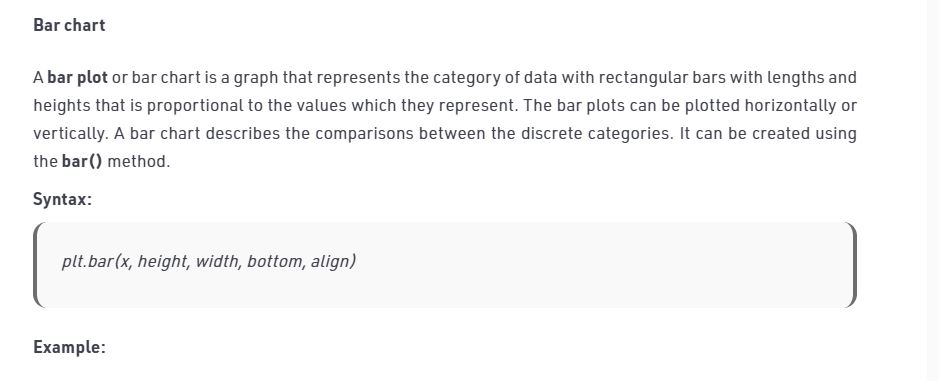 Bar chart
A bar plot or bar chart is a graph that represents the category of data with rectangular bars with lengths and
heights that is proportional to the values which they represent. The bar plots can be plotted horizontally or
vertically. A bar chart describes the comparisons between the discrete categories. It can be created using
the bar() method.
Syntax:
plt.bar(x, height, width, bottom, align)
Example: